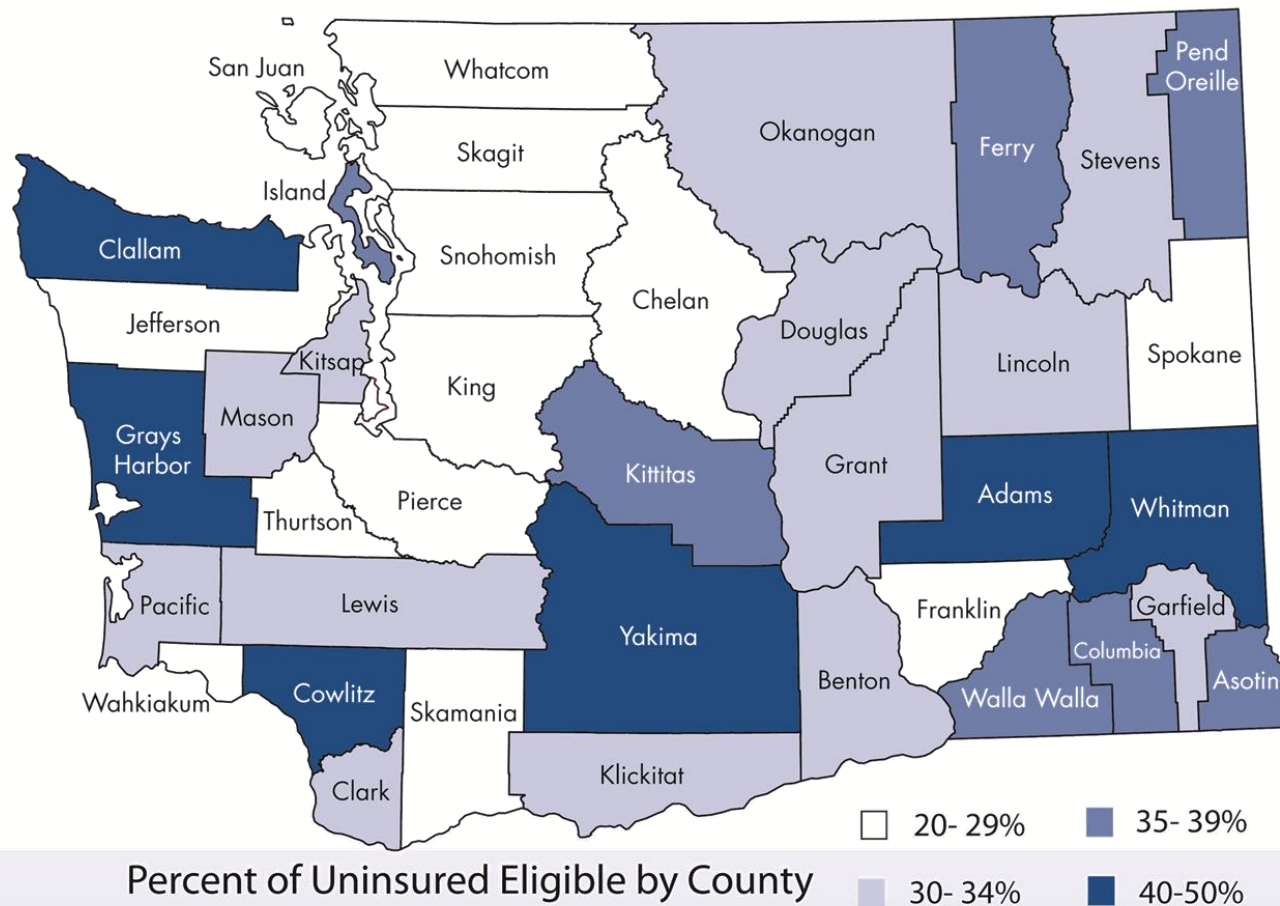 San Juan
Whatcom
Pend
Oreille
Okanogan
Ferry
Stevens
Skagit
Island
Clallam
Snohomish
Chelan
Jefferson
Douglas
Kitsap
Lincoln
Spokane
King
Mason
Grays
Harbor
Kittitas
Grant
Adams
Whitman
Pierce
Thurtson
Pacific
Lewis
Yakima
Franklin
Garfield
Columbia
Benton
Walla Walla
Asotin
Wahkiakum
Cowlitz
Skamania
Clark
Klickitat
20- 29%
35- 39%
Percent of Uninsured Eligible by County
30- 34%
40-50%